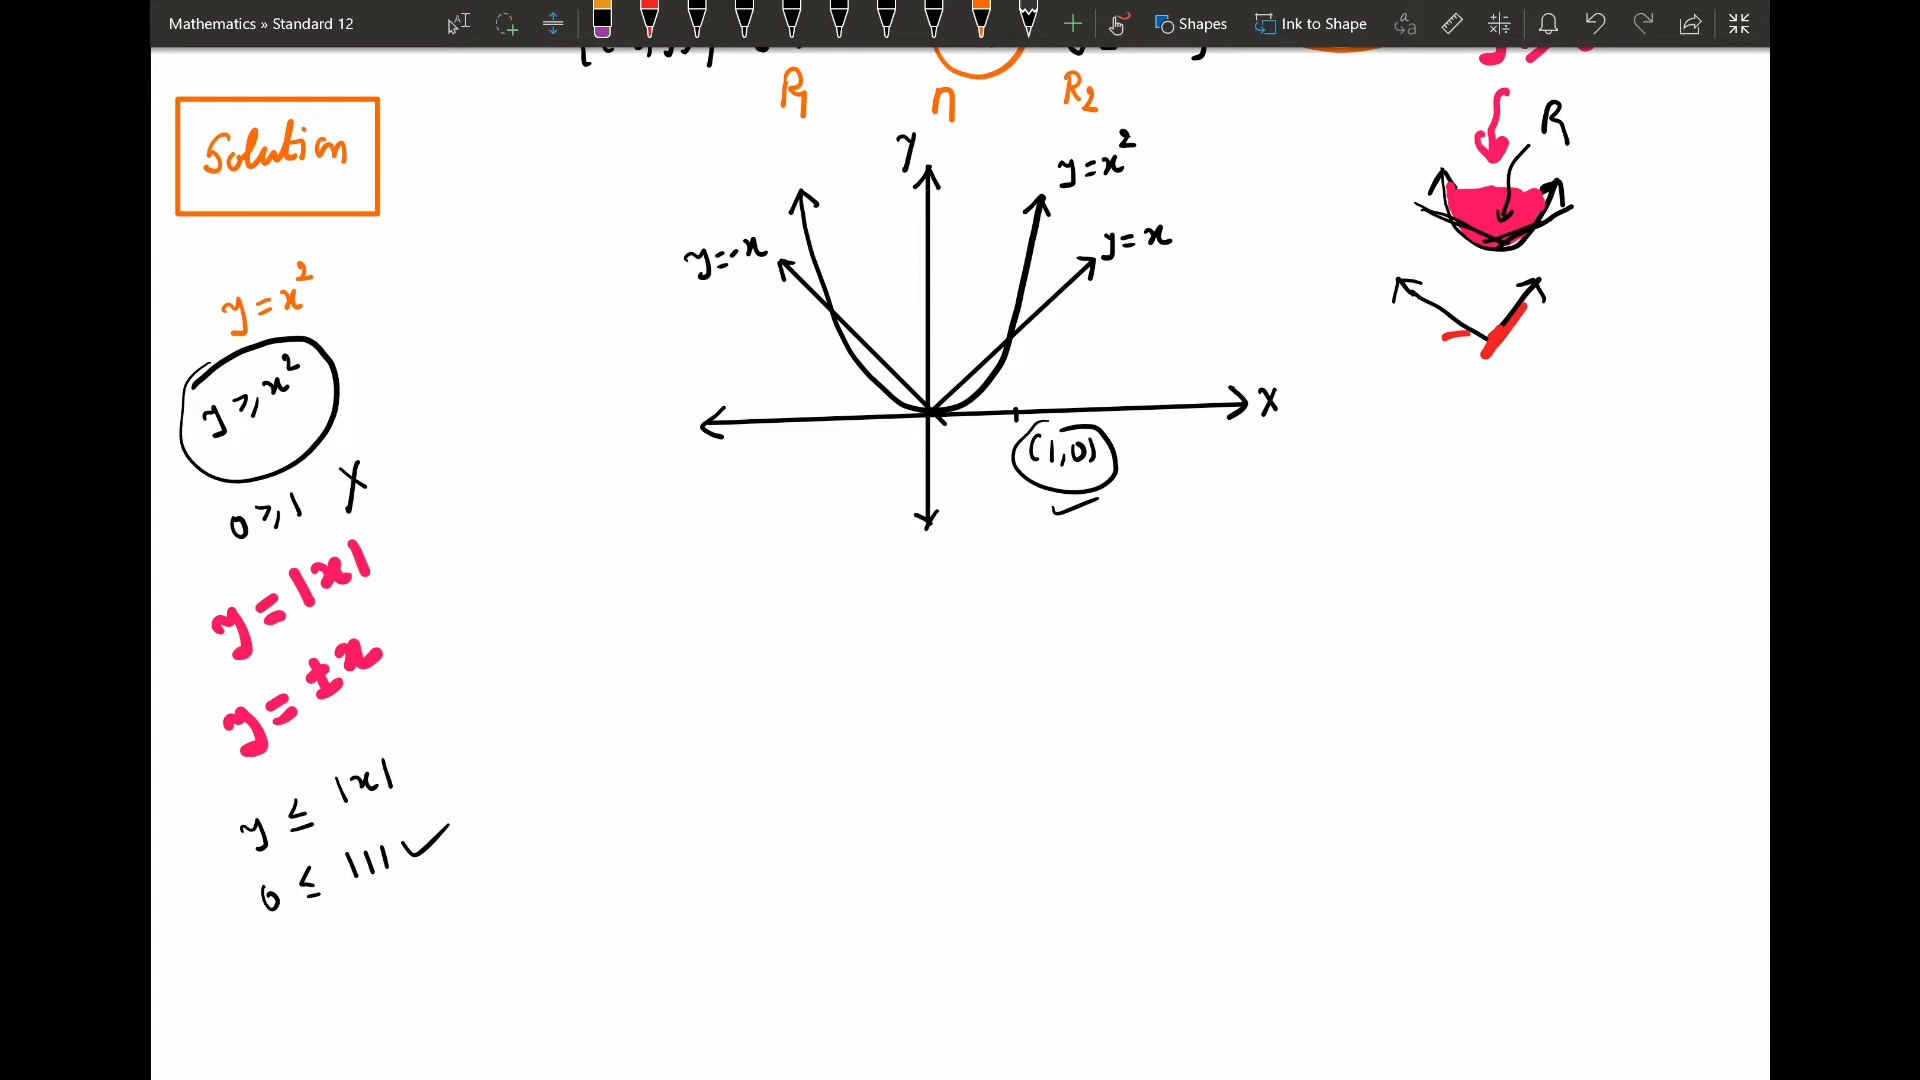 Mathematics » Standard 12
Shapes
Ink to Shape
R₁ ∩ R₂
Solution
y
y = x²
y = -x
y = x
R₁
y = x²
y ≥ x²
X
(1,0)
0 ≥ 1 X
y = |x|
y = ± x
y ≤ |x|
0 ≤ |1| ✓